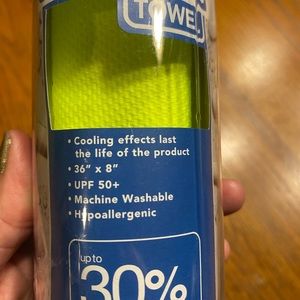 TOWEL
• Cooling effects last
the life of the product
• 36" x 8"
• UPF 50+
• Machine Washable
• Hypoallergenic
up to
30%